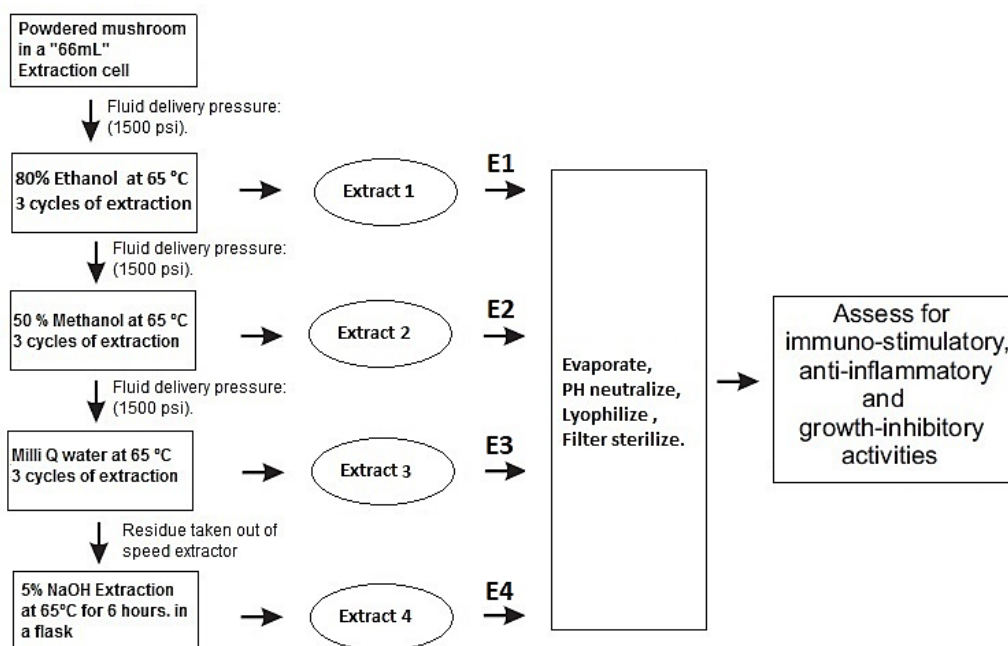 Powdered mushroom
in a "66mL"
Extraction cell
Fluid delivery pressure:
(1500 psi).
80% Ethanol at 65 °C
3 cycles of extraction
Extract 1
E1
Fluid delivery pressure:
(1500 psi).
50 % Methanol at 65 °C
3 cycles of extraction
Extract 2
E2
Fluid delivery pressure:
(1500 psi).
Milli Q water at 65 °C
3 cycles of extraction
Extract 3
E3
Residue taken out of
speed extractor
5% NaOH Extraction
at 65°C for 6 hours. in
a flask
Extract 4
E4
Evaporate,
PH neutralize,
Lyophilize ,
Filter sterilize.
Assess for
immuno-stimulatory,
anti-inflammatory
and
growth-inhibitory
activities